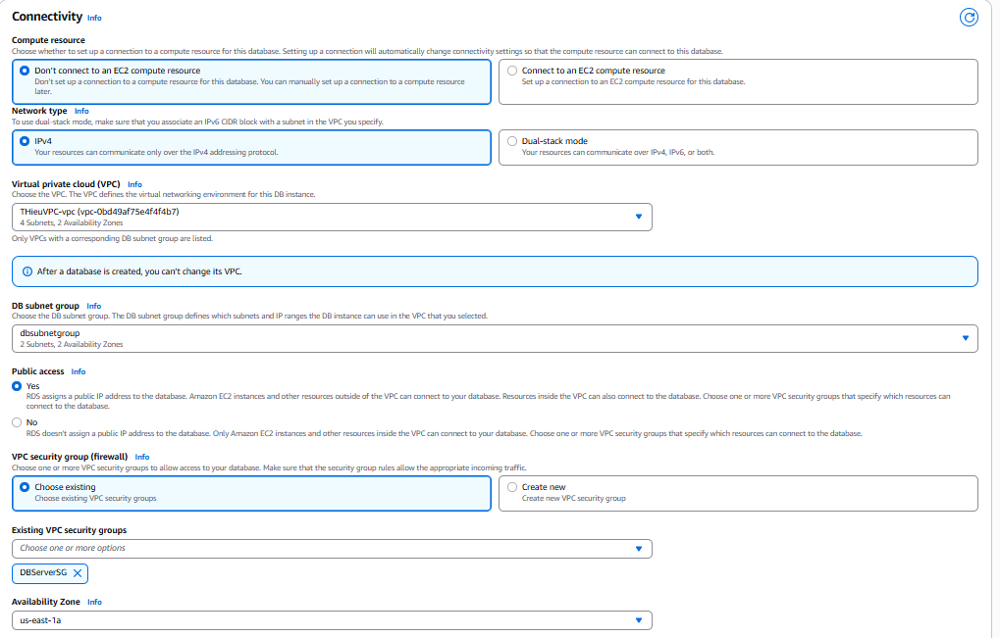 Connectivity Info
Compute resource
Choose whether to set up a connection to a compute resource for this database. Setting up a connection will automatically change connectivity settings so that the compute resource can connect to this database.
Don't connect to an EC2 compute resource
Don't set up a connection to a compute resource for this database. You can manually set up a connection to a compute resource
later.
Connect to an EC2 compute resource
Set up a connection to an EC2 compute resource for this database.
Network type Info
To use dual-stack mode, make sure that you associate an IPv6 CIDR block with a subnet in the VPC you specify.
IPv4
Your resources can communicate only over the IPv4 addressing protocol.
Dual-stack mode
Your resources can communicate over IPv4, IPv6, or both.
Virtual private cloud (VPC) Info
Choose the VPC. The VPC defines the virtual networking environment for this DB instance.
THieuVPC-vpc (vpc-0bd49af75e4f4f4b7)
4 Subnets, 2 Availability Zones
Only VPCs with a corresponding DB subnet group are listed.
After a database is created, you can't change its VPC.
DB subnet group Info
Choose the DB subnet group. The DB subnet group defines which subnets and IP ranges the DB instance can use in the VPC that you selected.
dbsubnetgroup
2 Subnets, 2 Availability Zones
Public access Info
Yes
RDS assigns a public IP address to the database. Amazon EC2 instances and other resources outside of the VPC can connect to your database. Resources inside the VPC can also connect to the database. Choose one or more VPC security groups that specify which resources can
connect to the database.
No
RDS doesn't assign a public IP address to the database. Only Amazon EC2 instances and other resources inside the VPC can connect to your database. Choose one or more VPC security groups that specify which resources can connect to the database.
VPC security group (firewall) Info
Choose one or more VPC security groups to allow access to your database. Make sure that the security group rules allow the appropriate incoming traffic.
Choose existing
Choose existing VPC security groups
Create new
Create new VPC security group
Existing VPC security groups
Choose one or more options
DBServerSG
Availability Zone Info
us-east-1a